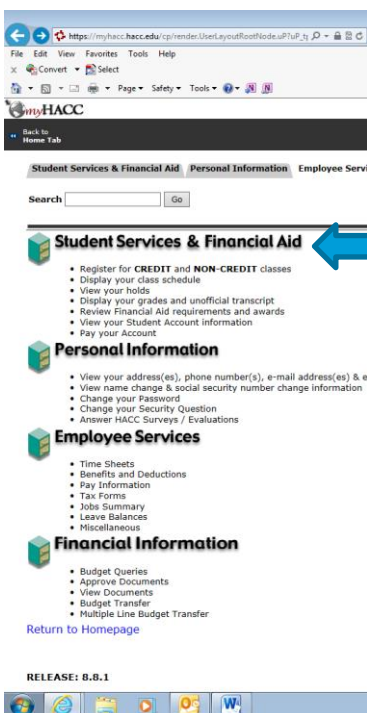 https://myhacc.hacc.edu/cp/render.UserLayoutRootNode.uP?uP_t
File Edit View Favorites Tools Help
x Convert Select
Page Safety Tools
myHACC
Back to
Home Tab
Student Services & Financial Aid Personal Information Employee Servi
Search Go
Student Services & Financial Aid
• Register for CREDIT and NON-CREDIT classes
• Display your class schedule
• View your holds
• Display your grades and unofficial transcript
• Review Financial Aid requirements and awards
• View your Student Account information
• Pay your Account
Personal Information
• View your address(es), phone number(s), e-mail address(es) & e
• View name change & social security number change information
• Change your Password
• Change your Security Question
• Answer HACC Surveys / Evaluations
Employee Services
• Time Sheets
• Benefits and Deductions
• Pay Information
• Tax Forms
• Jobs Summary
• Leave Balances
• Miscellaneous
Financial Information
• Budget Queries
• Approve Documents
• View Documents
• Budget Transfer
• Multiple Line Budget Transfer
Return to Homepage
RELEASE: 8.8.1